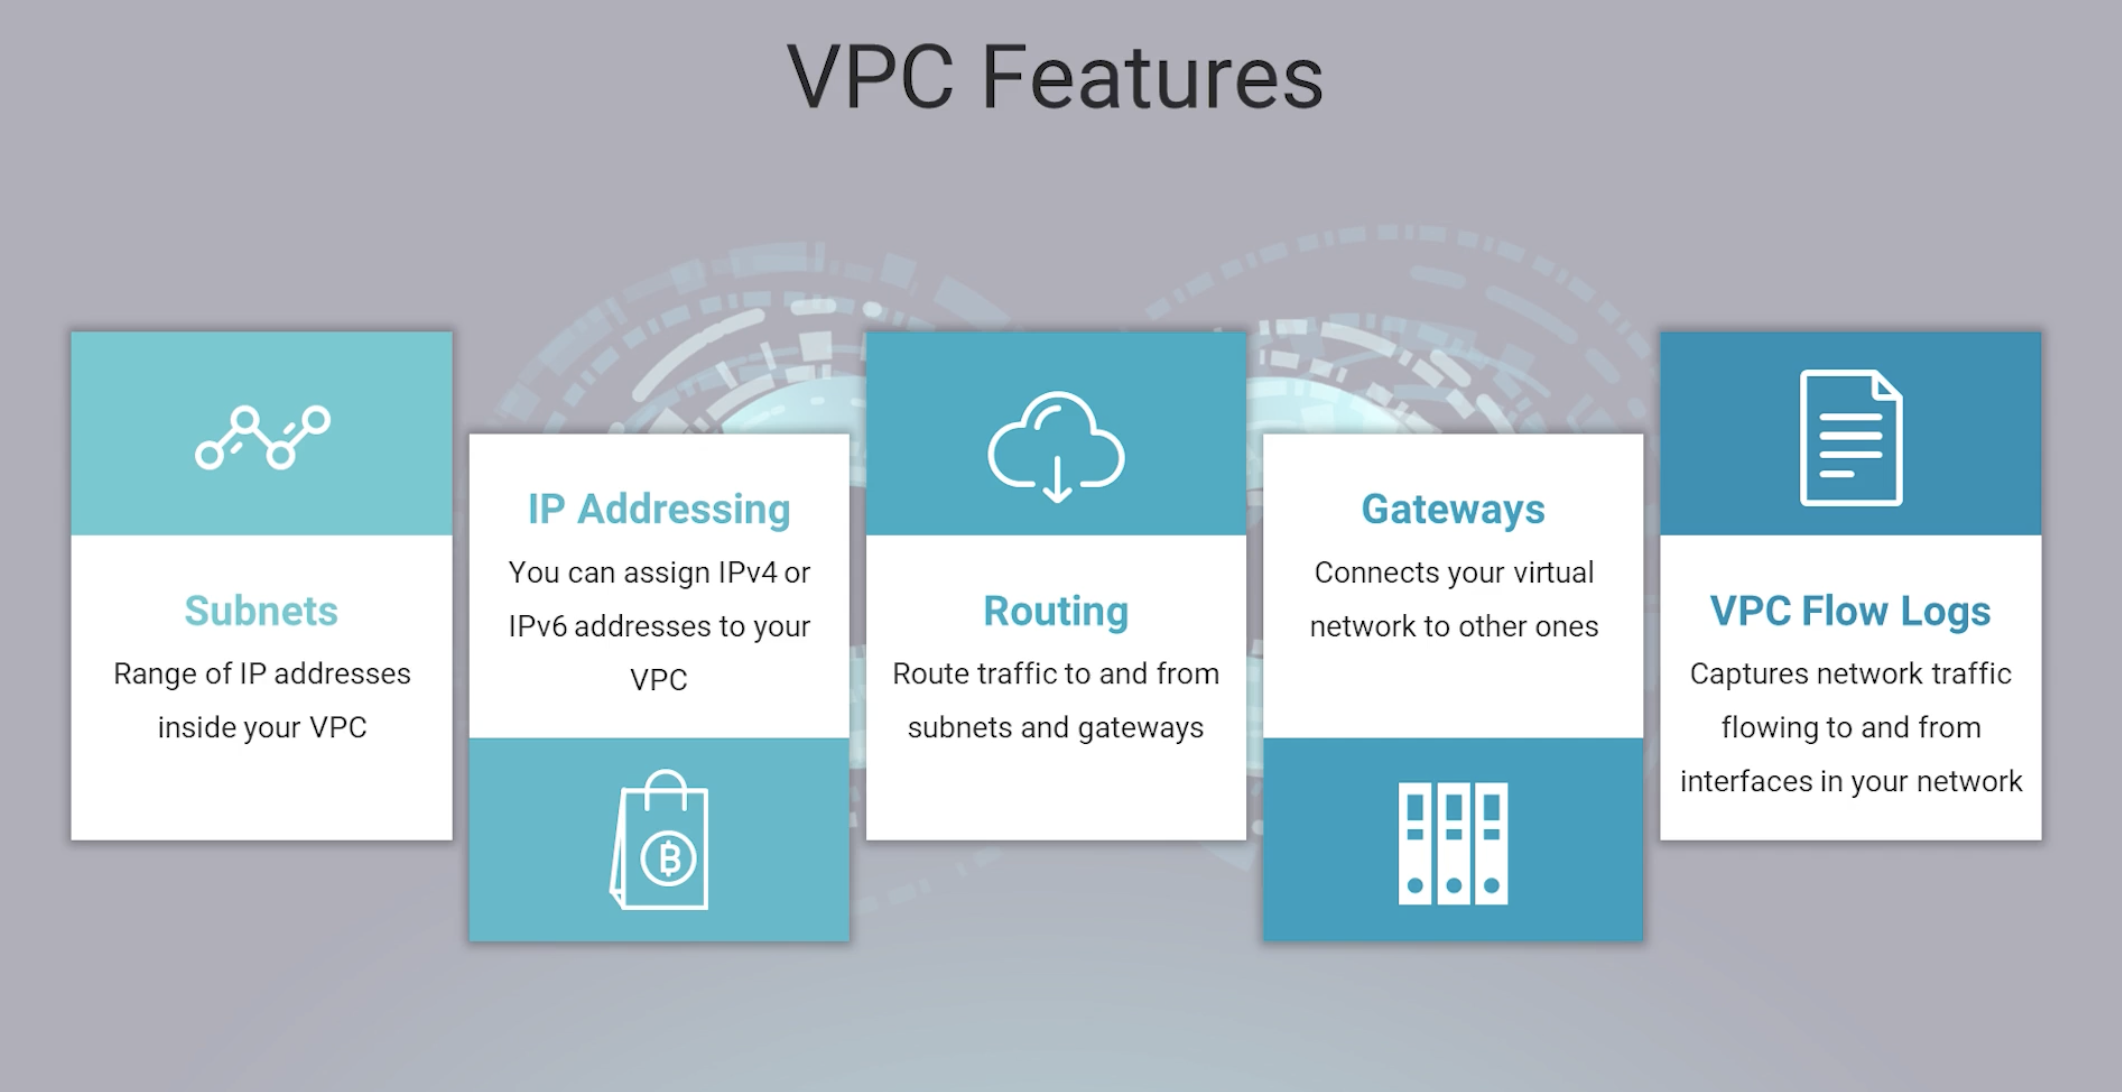 VPC Features
Subnets
Range of IP addresses
inside your VPC
IP Addressing
You can assign IPv4 or
IPv6 addresses to your
VPC
Routing
Route traffic to and from
subnets and gateways
Gateways
Connects your virtual
network to other ones
VPC Flow Logs
Captures network traffic
flowing to and from
interfaces in your network